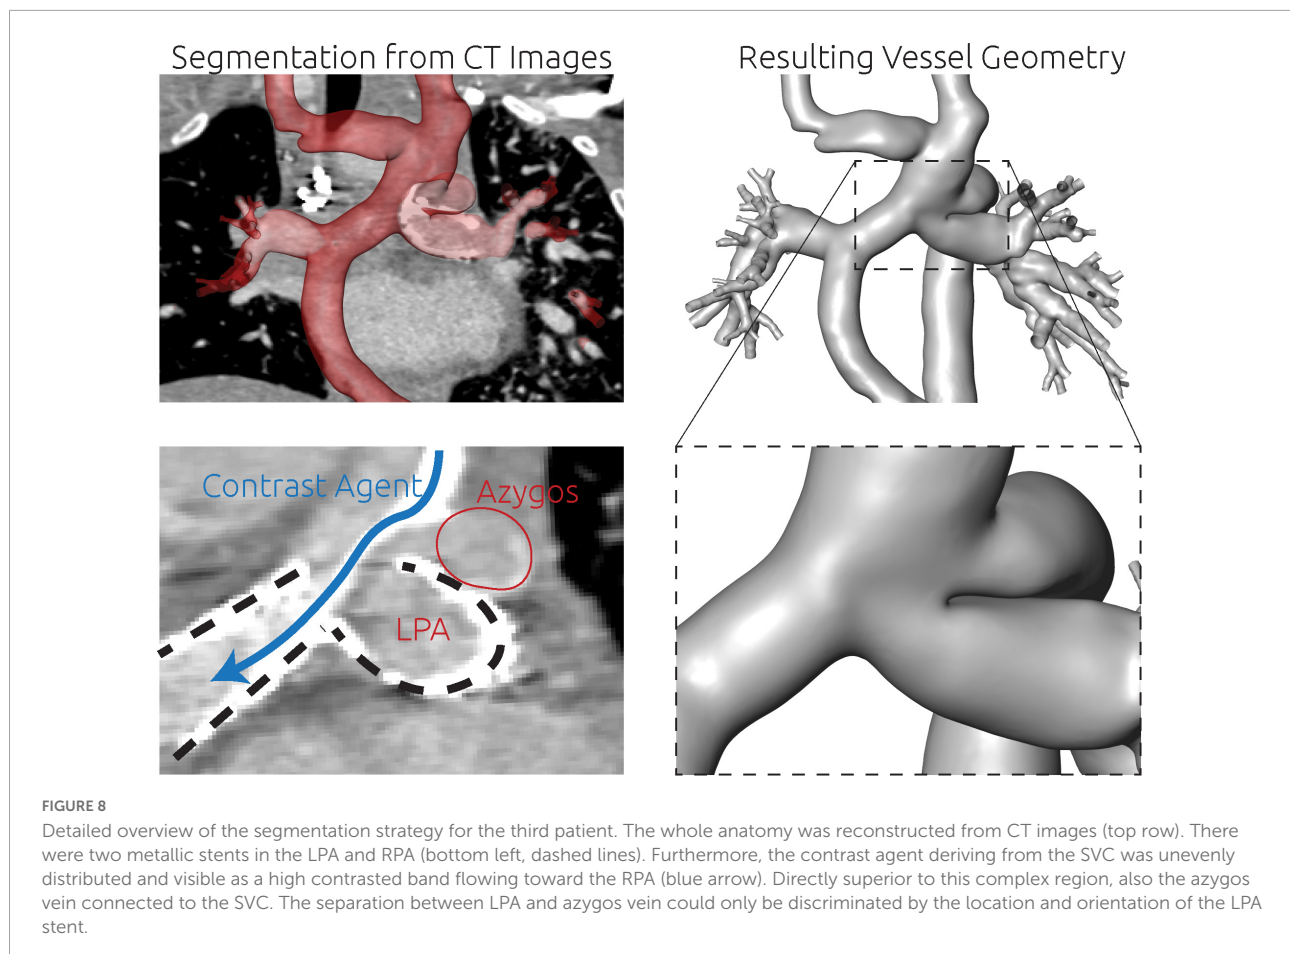 Segmentation from CT Images
Resulting Vessel Geometry
Contrast Agent
Azygos
LPA
FIGURE 8
Detailed overview of the segmentation strategy for the third patient. The whole anatomy was reconstructed from CT images (top row). There
were two metallic stents in the LPA and RPA (bottom left, dashed lines). Furthermore, the contrast agent deriving from the SVC was unevenly
distributed and visible as a high contrasted band flowing toward the RPA (blue arrow). Directly superior to this complex region, also the azygos
vein connected to the SVC. The separation between LPA and azygos vein could only be discriminated by the location and orientation of the LPA
stent.